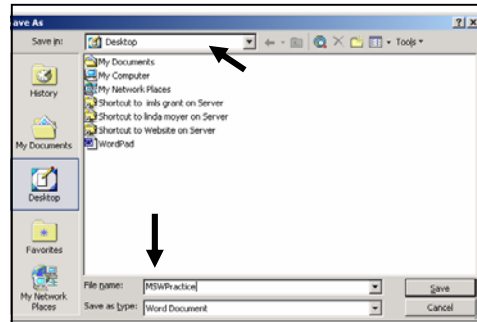 ave As
Save in: Desktop Tools
History
My Documents
Desktop
Favorites
My Network Places
My Documents
My Computer
My Network Places
Shortcut to imls grant on Server
Shortcut to linda moyer on Server
Shortcut to Website on Server
WordPad
File name: MSWPractice Save
Save as type: Word Document Cancel